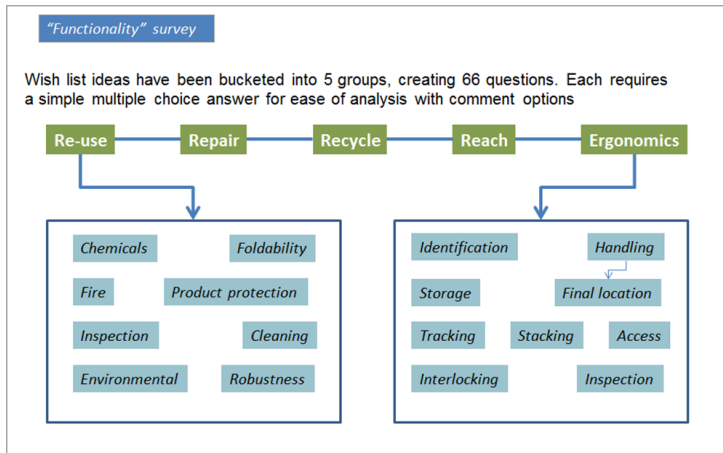 “Functionality” survey
Wish list ideas have been bucketed into 5 groups, creating 66 questions. Each requires
a simple multiple choice answer for ease of analysis with comment options
Re-use Repair Recycle Reach Ergonomics
Chemicals Foldability
Fire Product protection
Inspection Cleaning
Environmental Robustness
Identification Handling
Storage Final location
Tracking Stacking Access
Interlocking Inspection